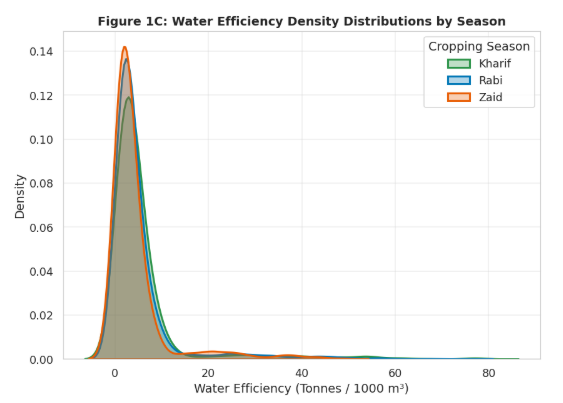 Figure 1C: Water Efficiency Density Distributions by Season
Cropping Season
Kharif
Rabi
Zaid
Density
0.14
0.12
0.10
0.08
0.06
0.04
0.02
0.00
0 20 40 60 80
Water Efficiency (Tonnes / 1000 m³)